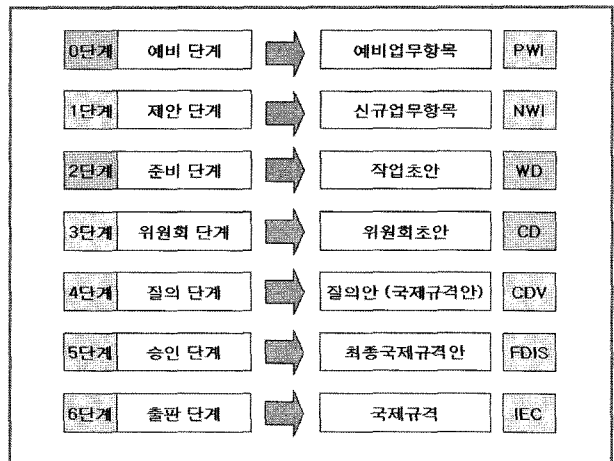 0단계 예비 단계 예비업무항목 PWI
1단계 제안 단계 신규업무항목 NWI
2단계 준비 단계 작업초안 WD
3단계 위원회 단계 위원회초안 CD
4단계 질의 단계 질의안 (국제규격안) CDV
5단계 승인 단계 최종국제규격안 FDIS
6단계 출판 단계 국제규격 IEC